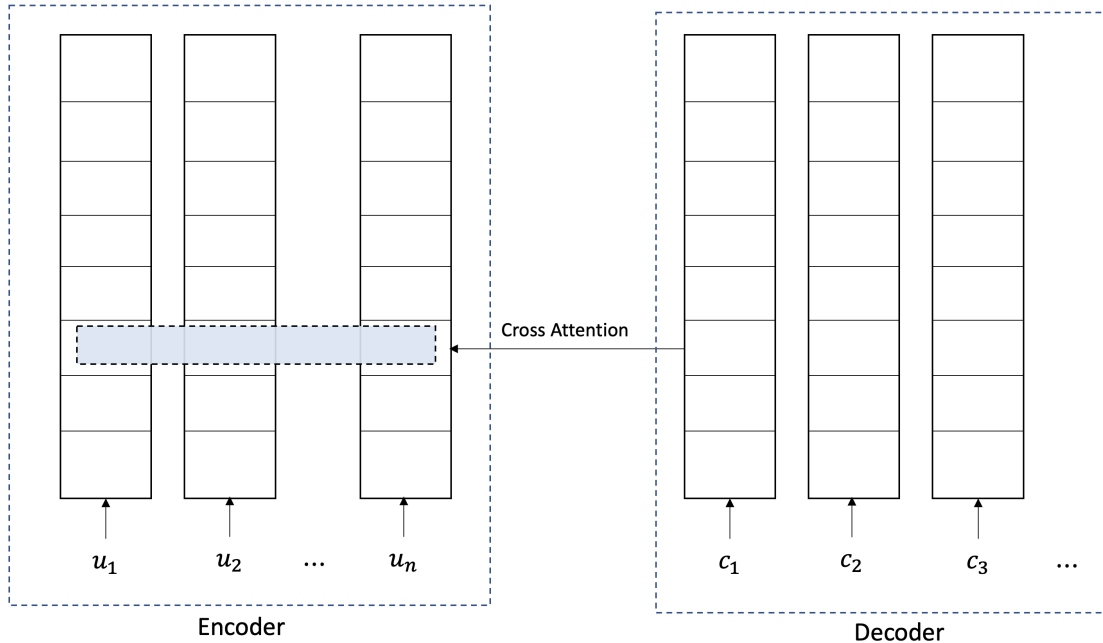 Cross Attention
u₁ u₂ ... uₙ
c₁ c₂ c₃ ...
Encoder
Decoder